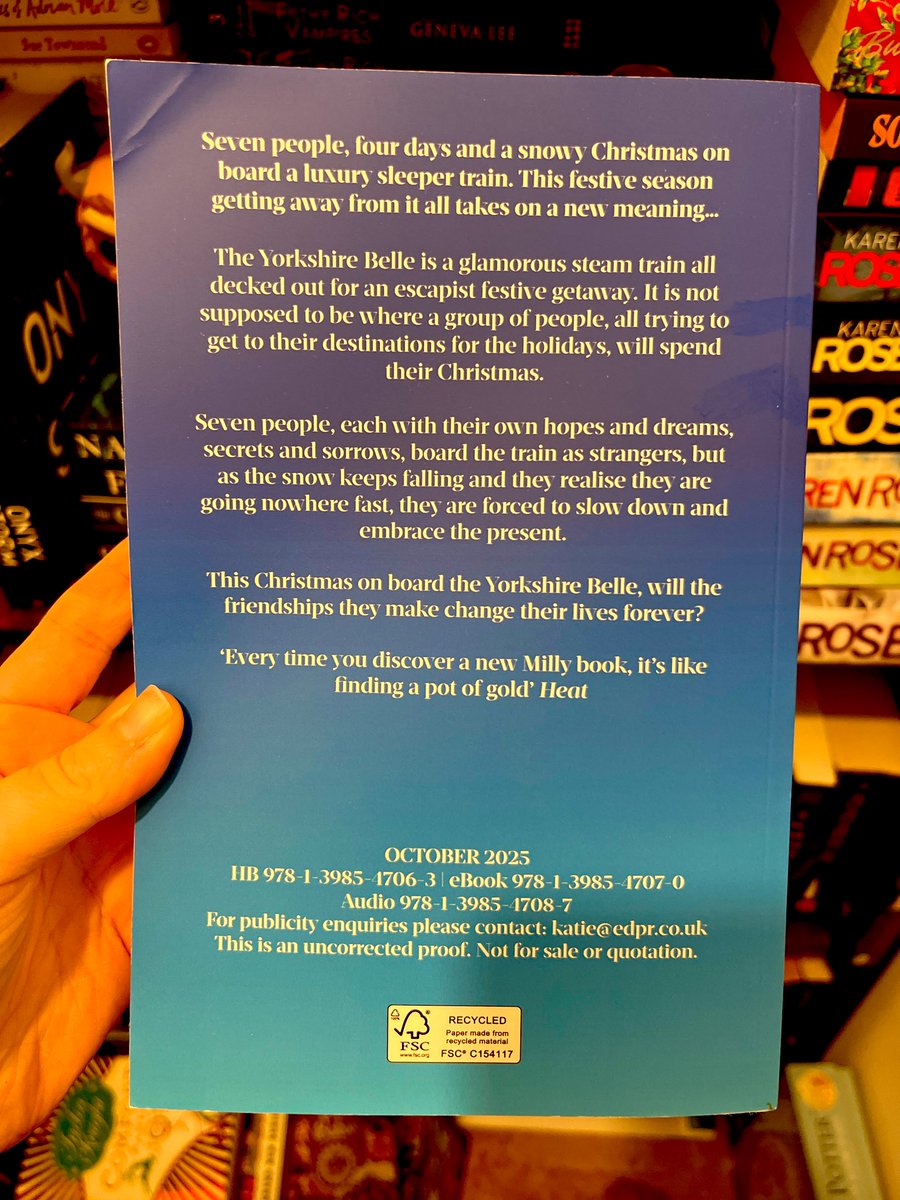 Sue Townsend
VAMPIRES
GENEVA LEE
Seven people, four days and a snowy Christmas on
board a luxury sleeper train. This festive season
getting away from it all takes on a new meaning...
The Yorkshire Belle is a glamorous steam train all
decked out for an escapist festive getaway. It is not
supposed to be where a group of people, all trying to
get to their destinations for the holidays, will spend
their Christmas.
Seven people, each with their own hopes and dreams,
secrets and sorrows, board the train as strangers, but
as the snow keeps falling and they realise they are
going nowhere fast, they are forced to slow down and
embrace the present.
This Christmas on board the Yorkshire Belle, will the
friendships they make change their lives forever?
‘Every time you discover a new Milly book, it’s like
finding a pot of gold’ Heat
OCTOBER 2025
HB 978-1-3985-4706-3 | eBook 978-1-3985-4707-0
Audio 978-1-3985-4708-7
For publicity enquiries please contact: katie@edpr.co.uk
This is an uncorrected proof. Not for sale or quotation.
FSC
www.fsc.org
RECYCLED
Paper made from
recycled material
FSC® C154117
KAREN
ROSE
KAREN
ROSE
ROSE
REN RO
NROSE
ROSE